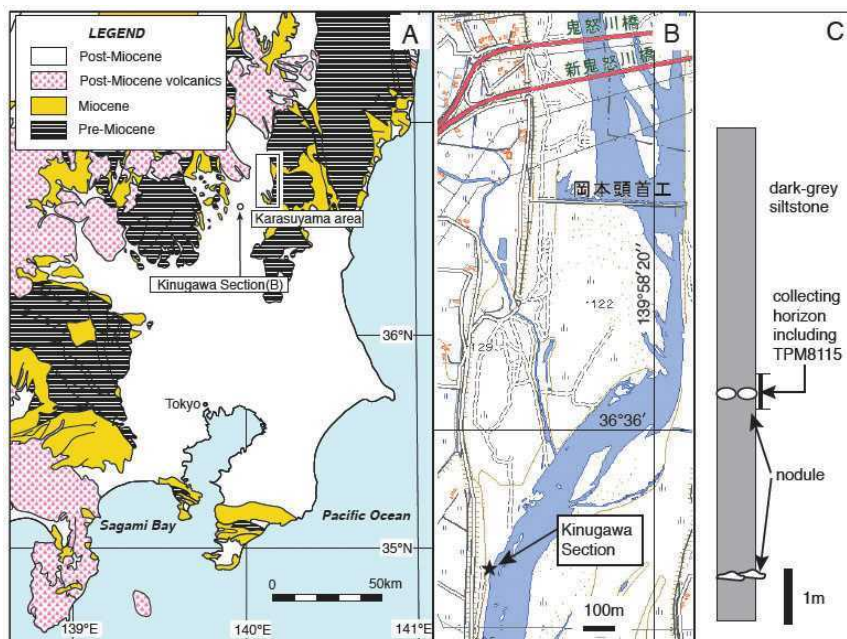 LEGEND
Post-Miocene
Post-Miocene volcanics
Miocene
Pre-Miocene
A
Karasuyama area
Kinugawa Section(B)
36°N
Tokyo
Sagami Bay
Pacific Ocean
35°N
0
50km
139°E
140°E
141°E
B
鬼怒川橋
新鬼怒川橋
岡本頭首工
139°58′20″
122
129
36°36′
Kinugawa
Section
100m
C
dark-grey
siltstone
collecting
horizon
including
TPM8115
nodule
1m